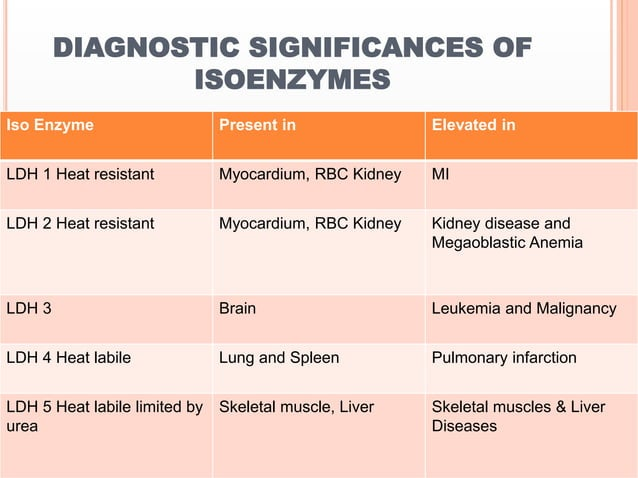 DIAGNOSTIC SIGNIFICANCES OF
ISOENZYMES
Iso Enzyme Present in Elevated in
LDH 1 Heat resistant Myocardium, RBC Kidney MI
LDH 2 Heat resistant Myocardium, RBC Kidney Kidney disease and
Megaoblastic Anemia
LDH 3 Brain Leukemia and Malignancy
LDH 4 Heat labile Lung and Spleen Pulmonary infarction
LDH 5 Heat labile limited by Skeletal muscle, Liver Skeletal muscles & Liver
urea Diseases